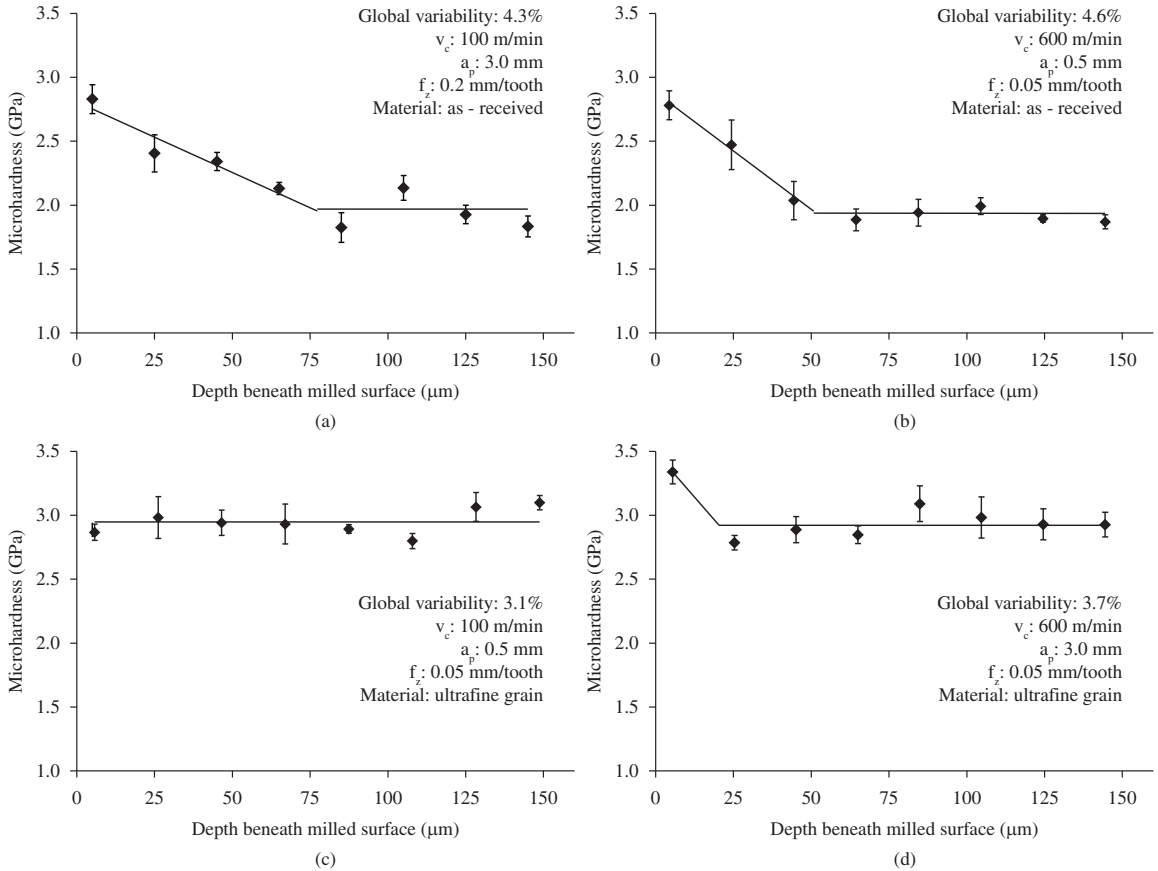 Global variability: 4.3%
v_c: 100 m/min
a_p: 3.0 mm
f_z: 0.2 mm/tooth
Material: as - received
Microhardness (GPa)
3.5
3.0
2.5
2.0
1.5
1.0
0 25 50 75 100 125 150
Depth beneath milled surface (μm)
(a)
Global variability: 4.6%
v_c: 600 m/min
a_p: 0.5 mm
f_z: 0.05 mm/tooth
Material: as - received
Microhardness (GPa)
3.5
3.0
2.5
2.0
1.5
1.0
0 25 50 75 100 125 150
Depth beneath milled surface (μm)
(b)
Microhardness (GPa)
3.5
3.0
2.5
2.0
1.5
1.0
Global variability: 3.1%
v_c: 100 m/min
a_p: 0.5 mm
f_z: 0.05 mm/tooth
Material: ultrafine grain
0 25 50 75 100 125 150
Depth beneath milled surface (μm)
(c)
Microhardness (GPa)
3.5
3.0
2.5
2.0
1.5
1.0
Global variability: 3.7%
v_c: 600 m/min
a_p: 3.0 mm
f_z: 0.05 mm/tooth
Material: ultrafine grain
0 25 50 75 100 125 150
Depth beneath milled surface (μm)
(d)